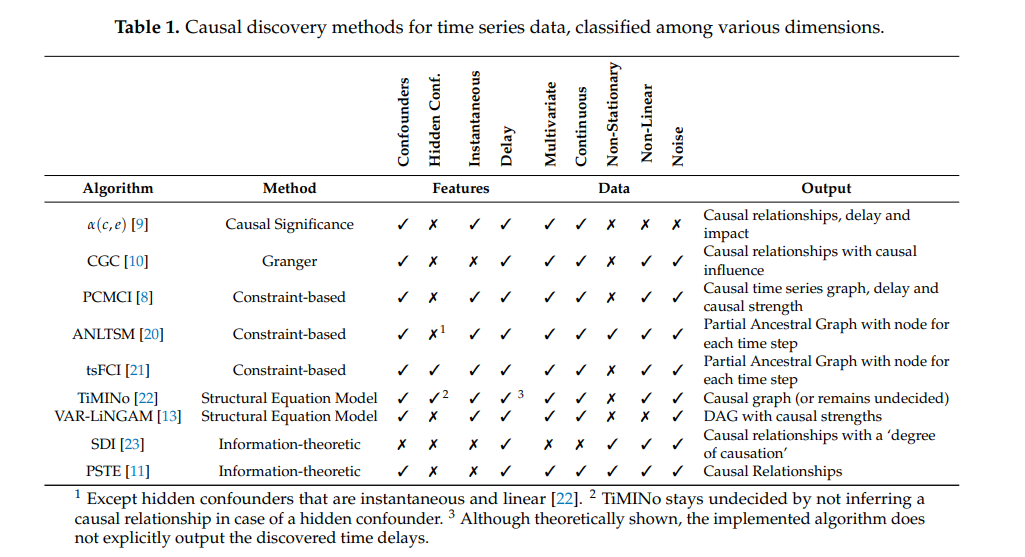 Table 1. Causal discovery methods for time series data, classified among various dimensions.
Confounders Hidden Conf. Instantaneous Delay Multivariate Continuous Non-Stationary Non-Linear Noise
Algorithm Method Features Data Output
α(c, e) [9] Causal Significance ✓ ✗ ✓ ✓ ✓ ✓ ✗ ✗ ✗ Causal relationships, delay and
impact
CGC [10] Granger ✓ ✗ ✗ ✓ ✓ ✓ ✗ ✓ ✓ Causal relationships with causal
influence
PCMCI [8] Constraint-based ✓ ✗ ✓ ✓ ✓ ✓ ✗ ✓ ✓ Causal time series graph, delay and
causal strength
ANLTSM [20] Constraint-based ✓ ✗1 ✓ ✓ ✓ ✓ ✓ ✓ ✓ Partial Ancestral Graph with node for
each time step
tsFCI [21] Constraint-based ✓ ✓ ✓ ✓ ✓ ✓ ✗ ✓ ✓ Partial Ancestral Graph with node for
each time step
TiMINo [22] Structural Equation Model ✓ ✓2 ✓ ✓ 3 ✓ ✓ ✗ ✓ ✓ Causal graph (or remains undecided)
VAR-LiNGAM [13] Structural Equation Model ✓ ✗ ✓ ✓ ✓ ✓ ✗ ✗ ✓ DAG with causal strengths
SDI [23] Information-theoretic ✗ ✗ ✗ ✓ ✗ ✗ ✓ ✓ ✓ Causal relationships with a ‘degree
of causation’
PSTE [11] Information-theoretic ✓ ✗ ✗ ✓ ✓ ✓ ✓ ✓ ✓ Causal Relationships
1 Except hidden confounders that are instantaneous and linear [22]. 2 TiMINo stays undecided by not inferring a
causal relationship in case of a hidden confounder. 3 Although theoretically shown, the implemented algorithm does
not explicitly output the discovered time delays.